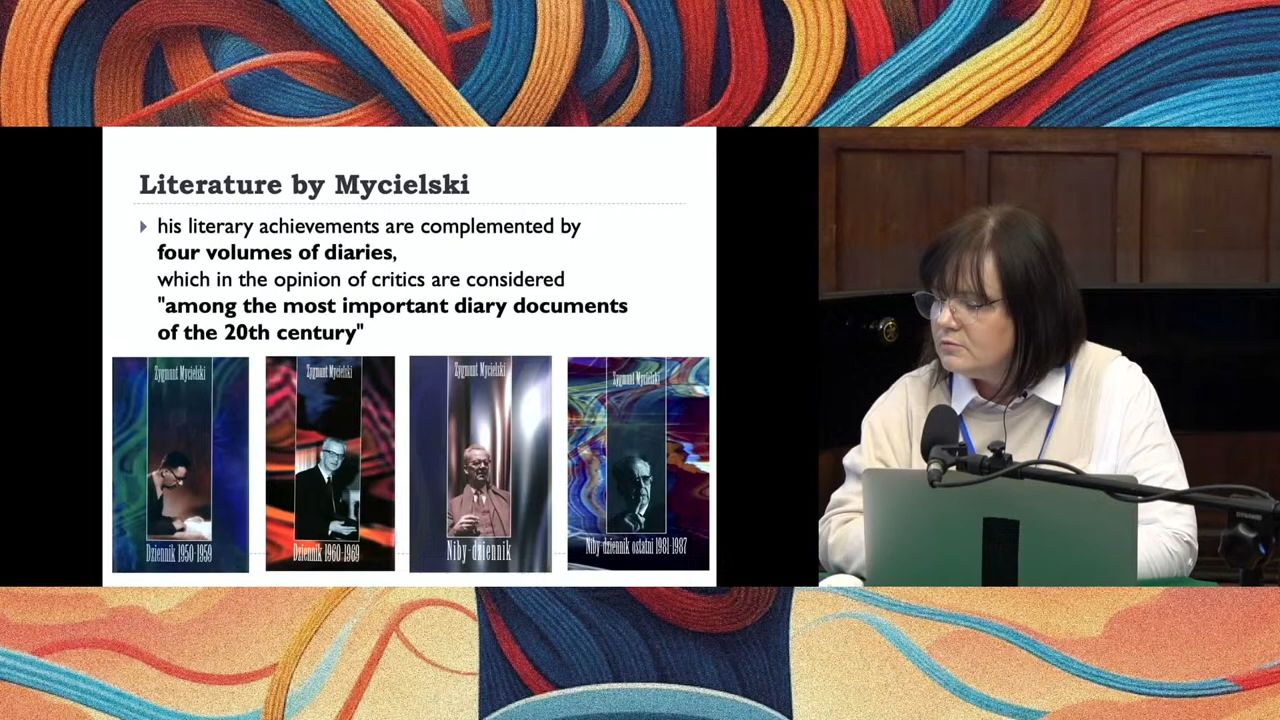 Literature by Mycielski
his literary achievements are complemented by
four volumes of diaries,
which in the opinion of critics are considered
"among the most important diary documents
of the 20th century"
Zygmunt Mycielski
Zygmunt Mycielski
Zygmunt Mycielski
Zygmunt Mycielski
Dziennik 1950-1959
Dziennik 1960-1969
Niby-dziennik
Niby-dziennik ostatni 1981-1987